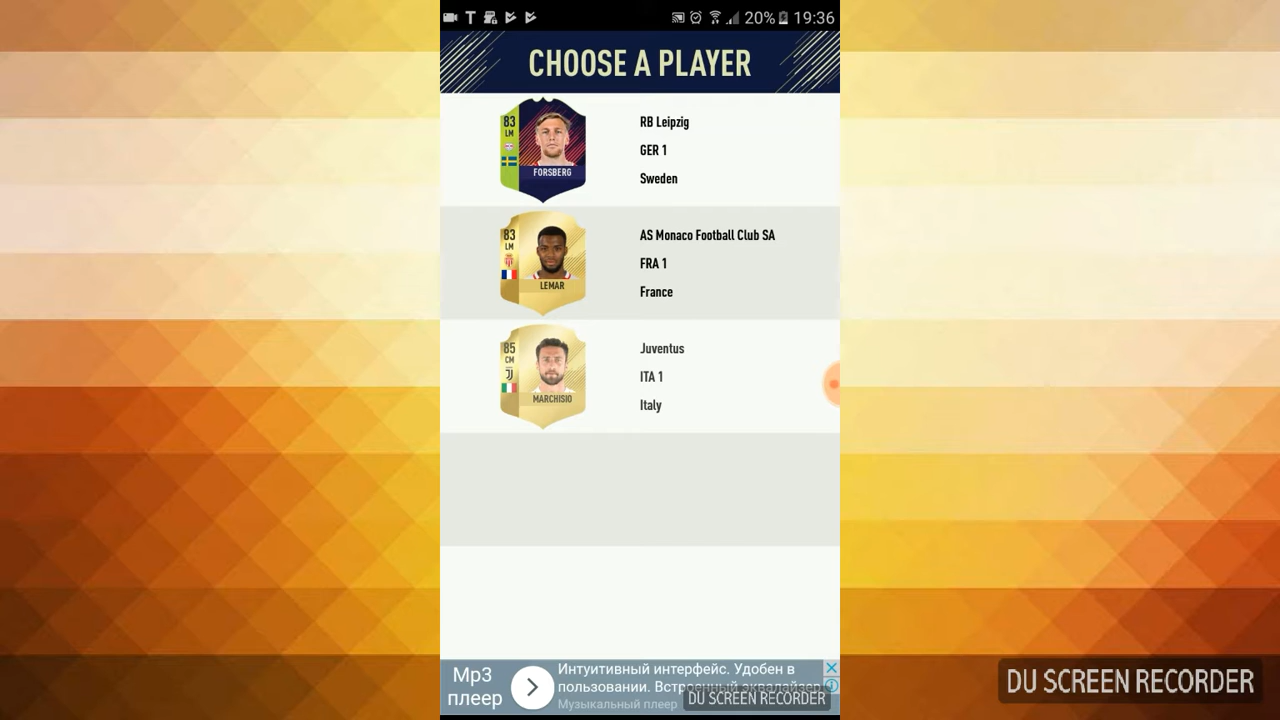 T 20% 19:36
CHOOSE A PLAYER
83
LM
FORSBERG
RB Leipzig
GER 1
Sweden
83
LM
LEMAR
AS Monaco Football Club SA
FRA 1
France
85
CM
MARCHISIO
Juventus
ITA 1
Italy
Mp3
плеер
Интуитивный интерфейс. Удобен в
пользовании. Встроенный эквалайзер
Музыкальный плеер
DU SCREEN RECORDER
DU SCREEN RECORDER